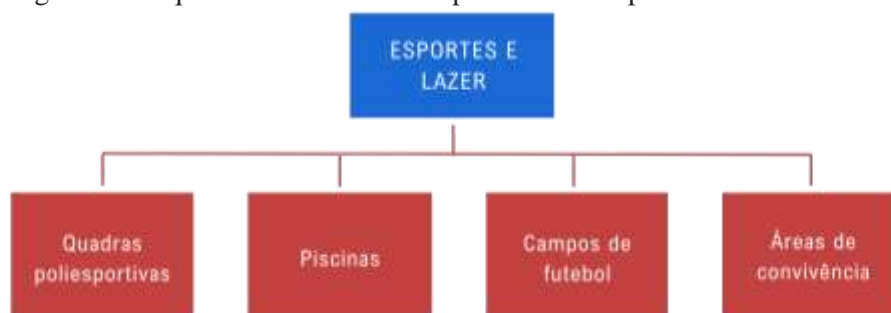 ESPORTES E
LAZER
Quadras
poliesportivas
Piscinas
Campos de
futebol
Áreas de
convivência